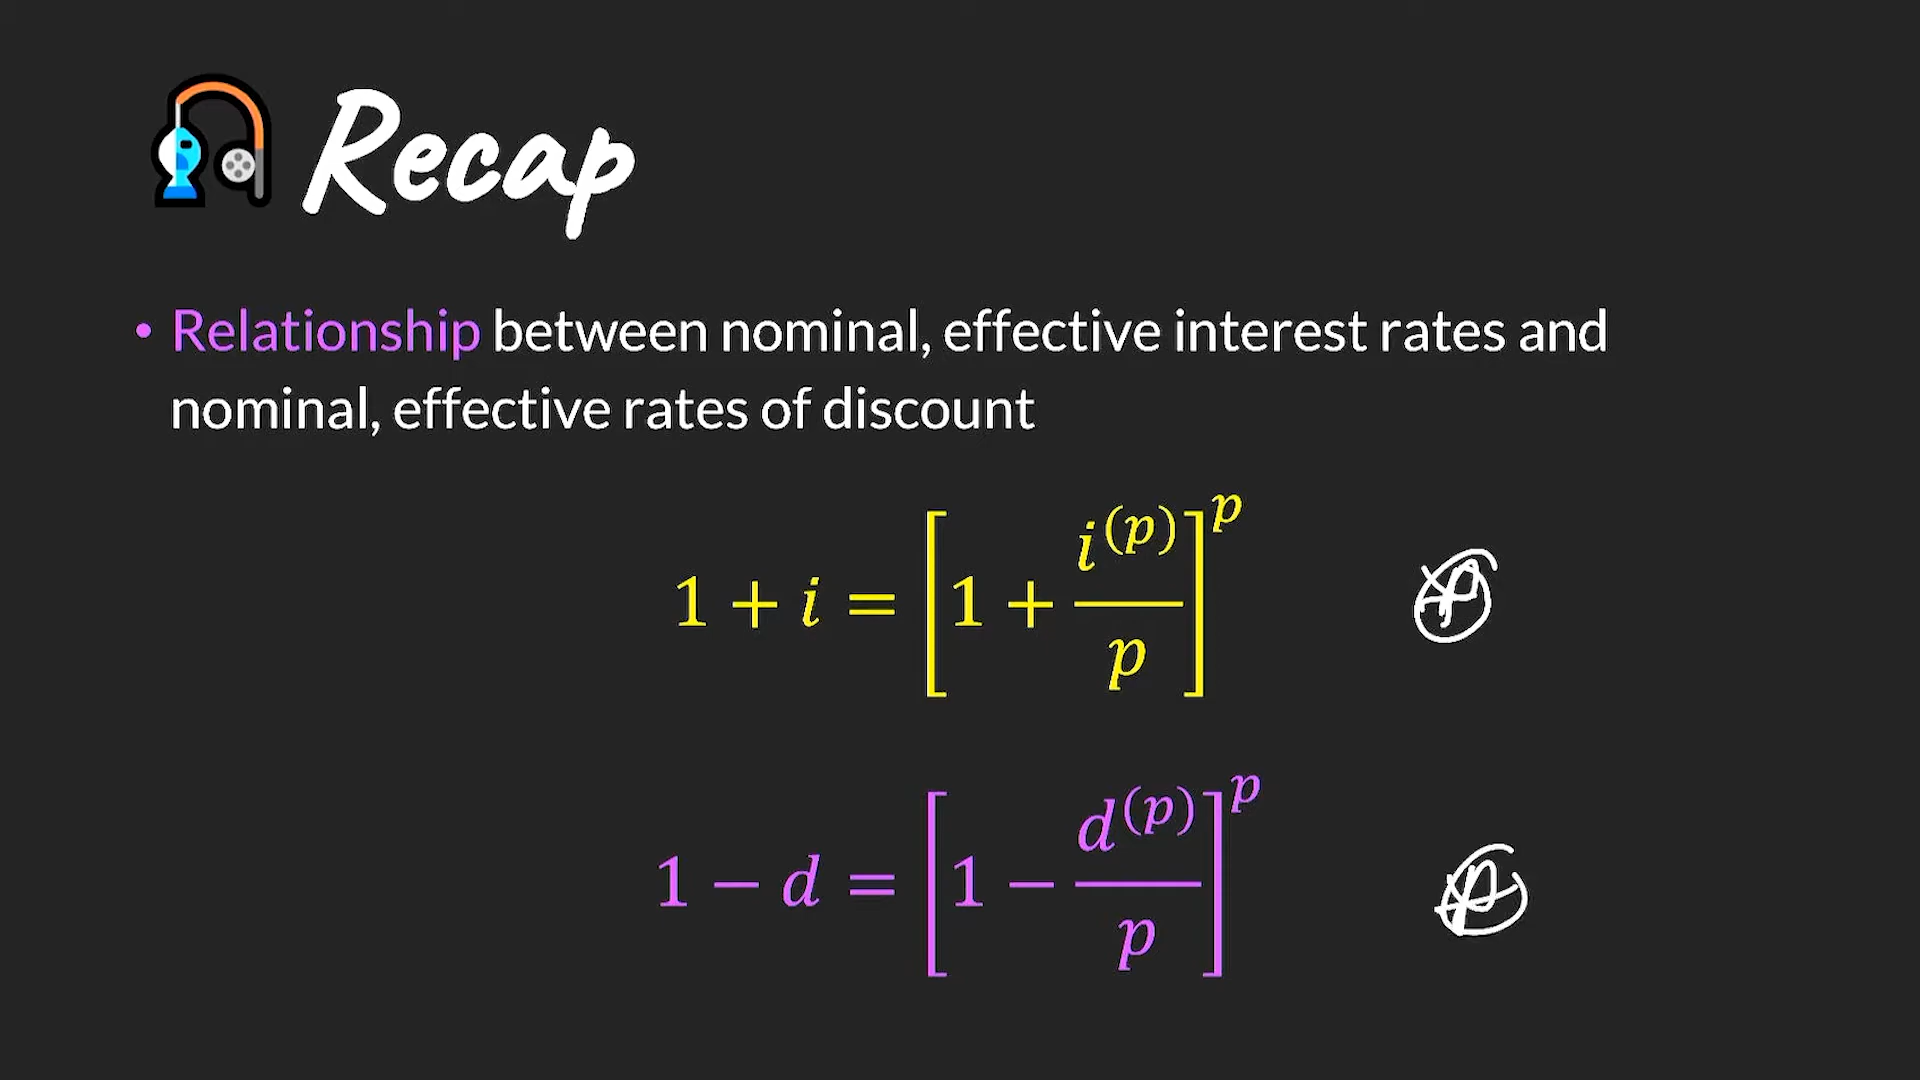 Recap
• Relationship between nominal, effective interest rates and
nominal, effective rates of discount
1 + i = [1 + i^(p)/p]^p
p
1 − d = [1 − d^(p)/p]^p
p